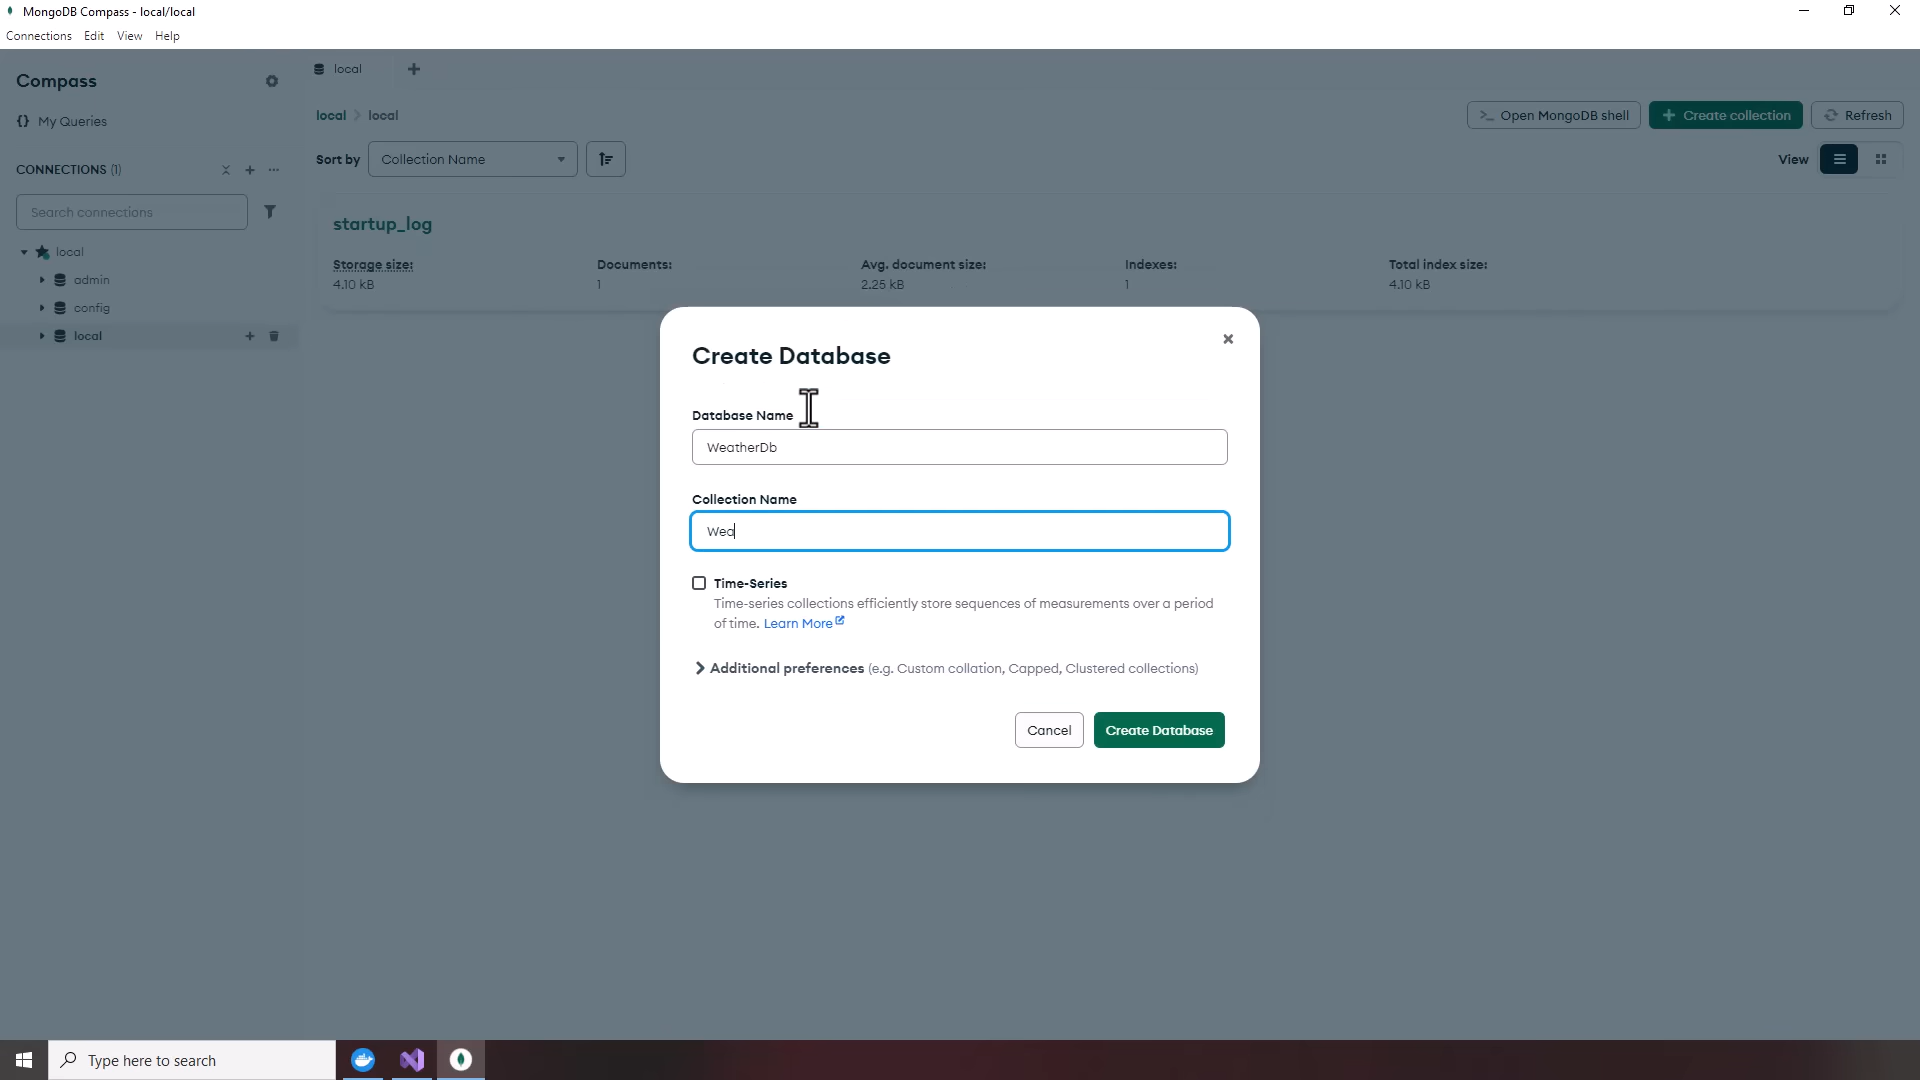 MongoDB Compass - local/local
Connections Edit View Help
Compass
My Queries
CONNECTIONS (1)
Search connections
local
admin
config
local
local
local > local
Open MongoDB shell
Create collection
Refresh
Sort by Collection Name
View
startup_log
Storage size: Documents: Avg. document size: Indexes: Total index size:
4.10 kB 1 2.25 kB 1 4.10 kB
Create Database
Database Name
WeatherDb
Collection Name
Wea
Time-Series
Time-series collections efficiently store sequences of measurements over a period
of time. Learn More
Additional preferences (e.g. Custom collation, Capped, Clustered collections)
Cancel Create Database
Type here to search